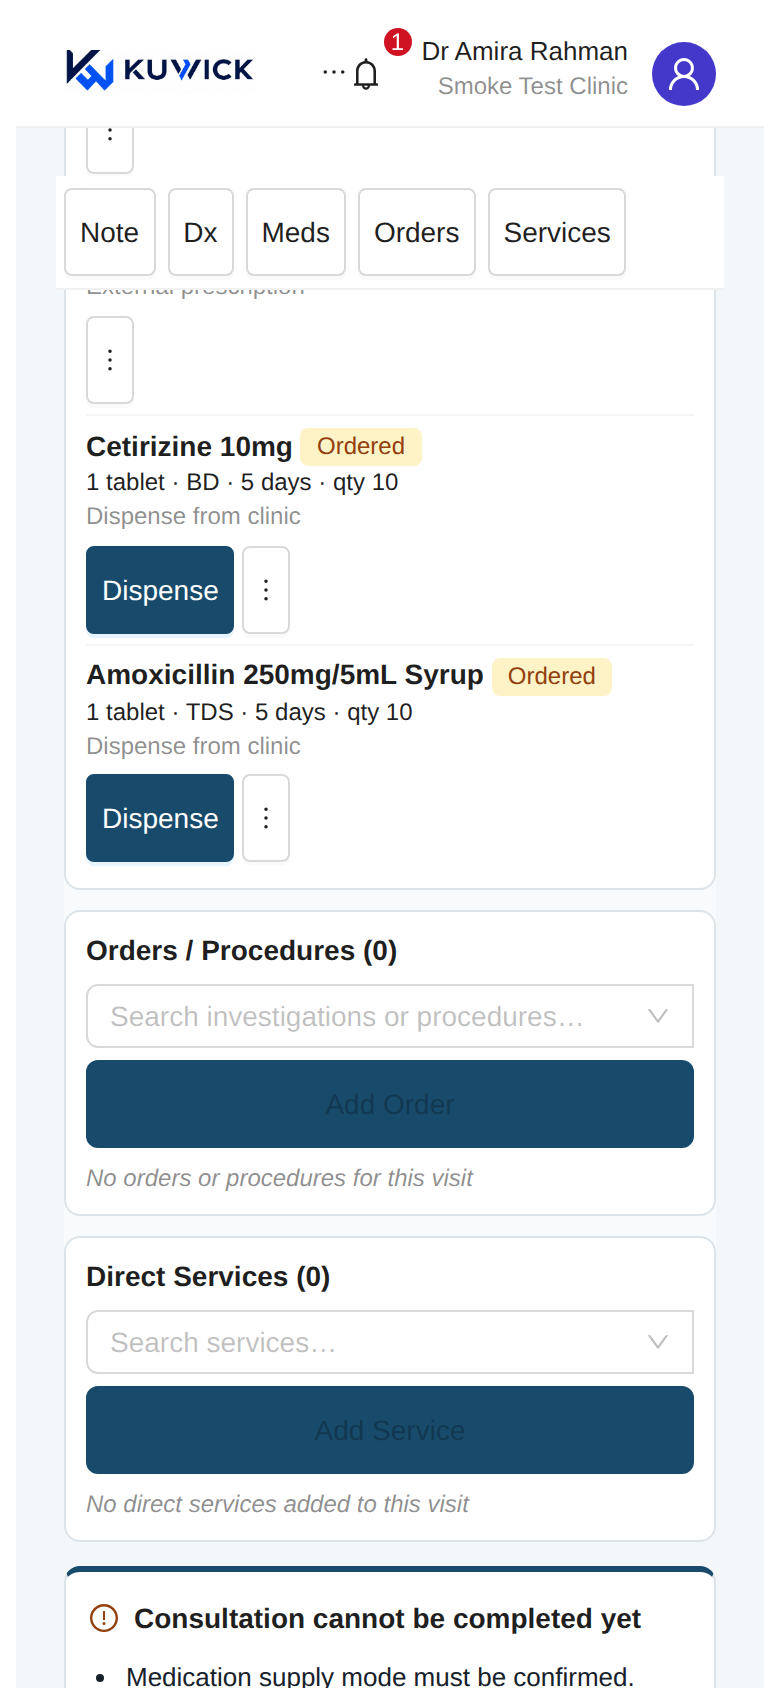 KUWICK
1
Dr Amira Rahman
Smoke Test Clinic
Note
Dx
Meds
Orders
Services
External prescription
Cetirizine 10mg Ordered
1 tablet · BD · 5 days · qty 10
Dispense from clinic
Dispense
Amoxicillin 250mg/5mL Syrup Ordered
1 tablet · TDS · 5 days · qty 10
Dispense from clinic
Dispense
Orders / Procedures (0)
Search investigations or procedures…
Add Order
No orders or procedures for this visit
Direct Services (0)
Search services…
Add Service
No direct services added to this visit
Consultation cannot be completed yet
• Medication supply mode must be confirmed.